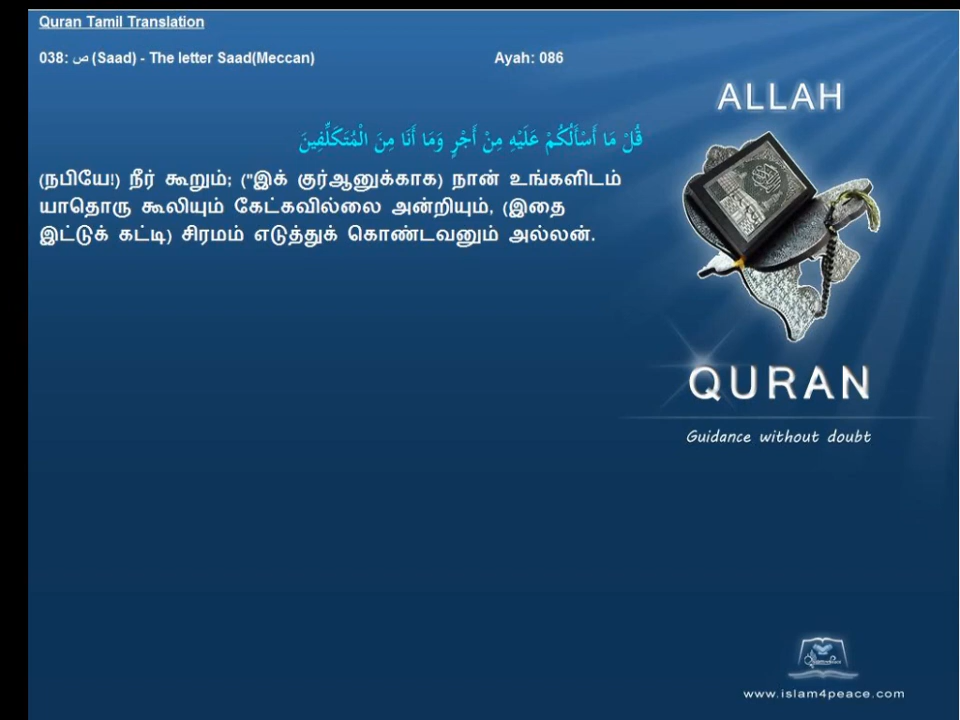 Quran Tamil Translation
038: ص (Saad) - The letter Saad(Meccan) Ayah: 086
قُلْ مَا أَسْأَلُكُمْ عَلَيْهِ مِنْ أَجْرٍ وَمَا أَنَا مِنَ الْمُتَكَلِّفِينَ
(நபியே!) நீர் கூறும்; ("இக் குர்ஆனுக்காக) நான் உங்களிடம்
யாதொரு கூலியும் கேட்கவில்லை அன்றியும், (இதை
இட்டுக் கட்டி) சிரமம் எடுத்துக் கொண்டவனும் அல்லன்.
ALLAH
QURAN
Guidance without doubt
www.islam4peace.com